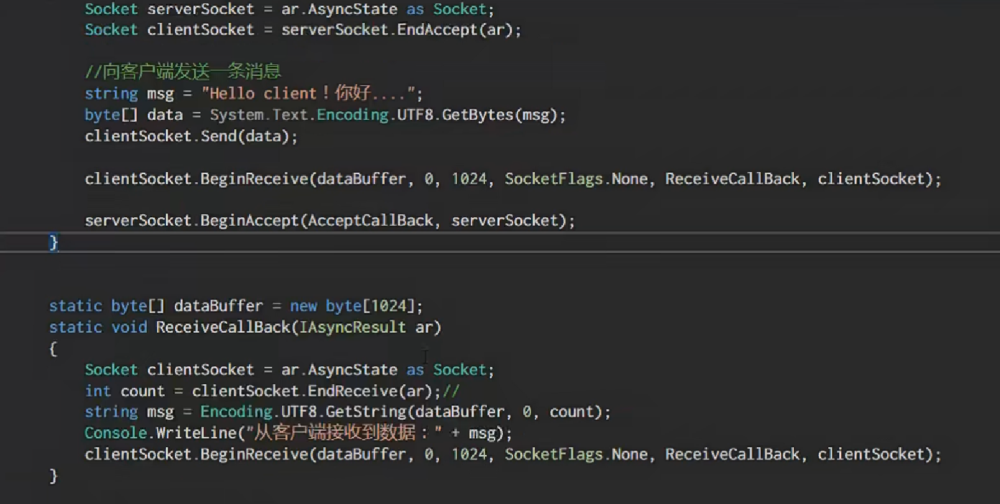 Socket serverSocket = ar.AsyncState as Socket;
Socket clientSocket = serverSocket.EndAccept(ar);
//向客户端发送一条消息
string msg = "Hello client！你好....";
byte[] data = System.Text.Encoding.UTF8.GetBytes(msg);
clientSocket.Send(data);
clientSocket.BeginReceive(dataBuffer, 0, 1024, SocketFlags.None, ReceiveCallBack, clientSocket);
serverSocket.BeginAccept(AcceptCallBack, serverSocket);
}
static byte[] dataBuffer = new byte[1024];
static void ReceiveCallBack(IAsyncResult ar)
{
Socket clientSocket = ar.AsyncState as Socket;
int count = clientSocket.EndReceive(ar);//
string msg = Encoding.UTF8.GetString(dataBuffer, 0, count);
Console.WriteLine("从客户端接收到数据：" + msg);
clientSocket.BeginReceive(dataBuffer, 0, 1024, SocketFlags.None, ReceiveCallBack, clientSocket);
}